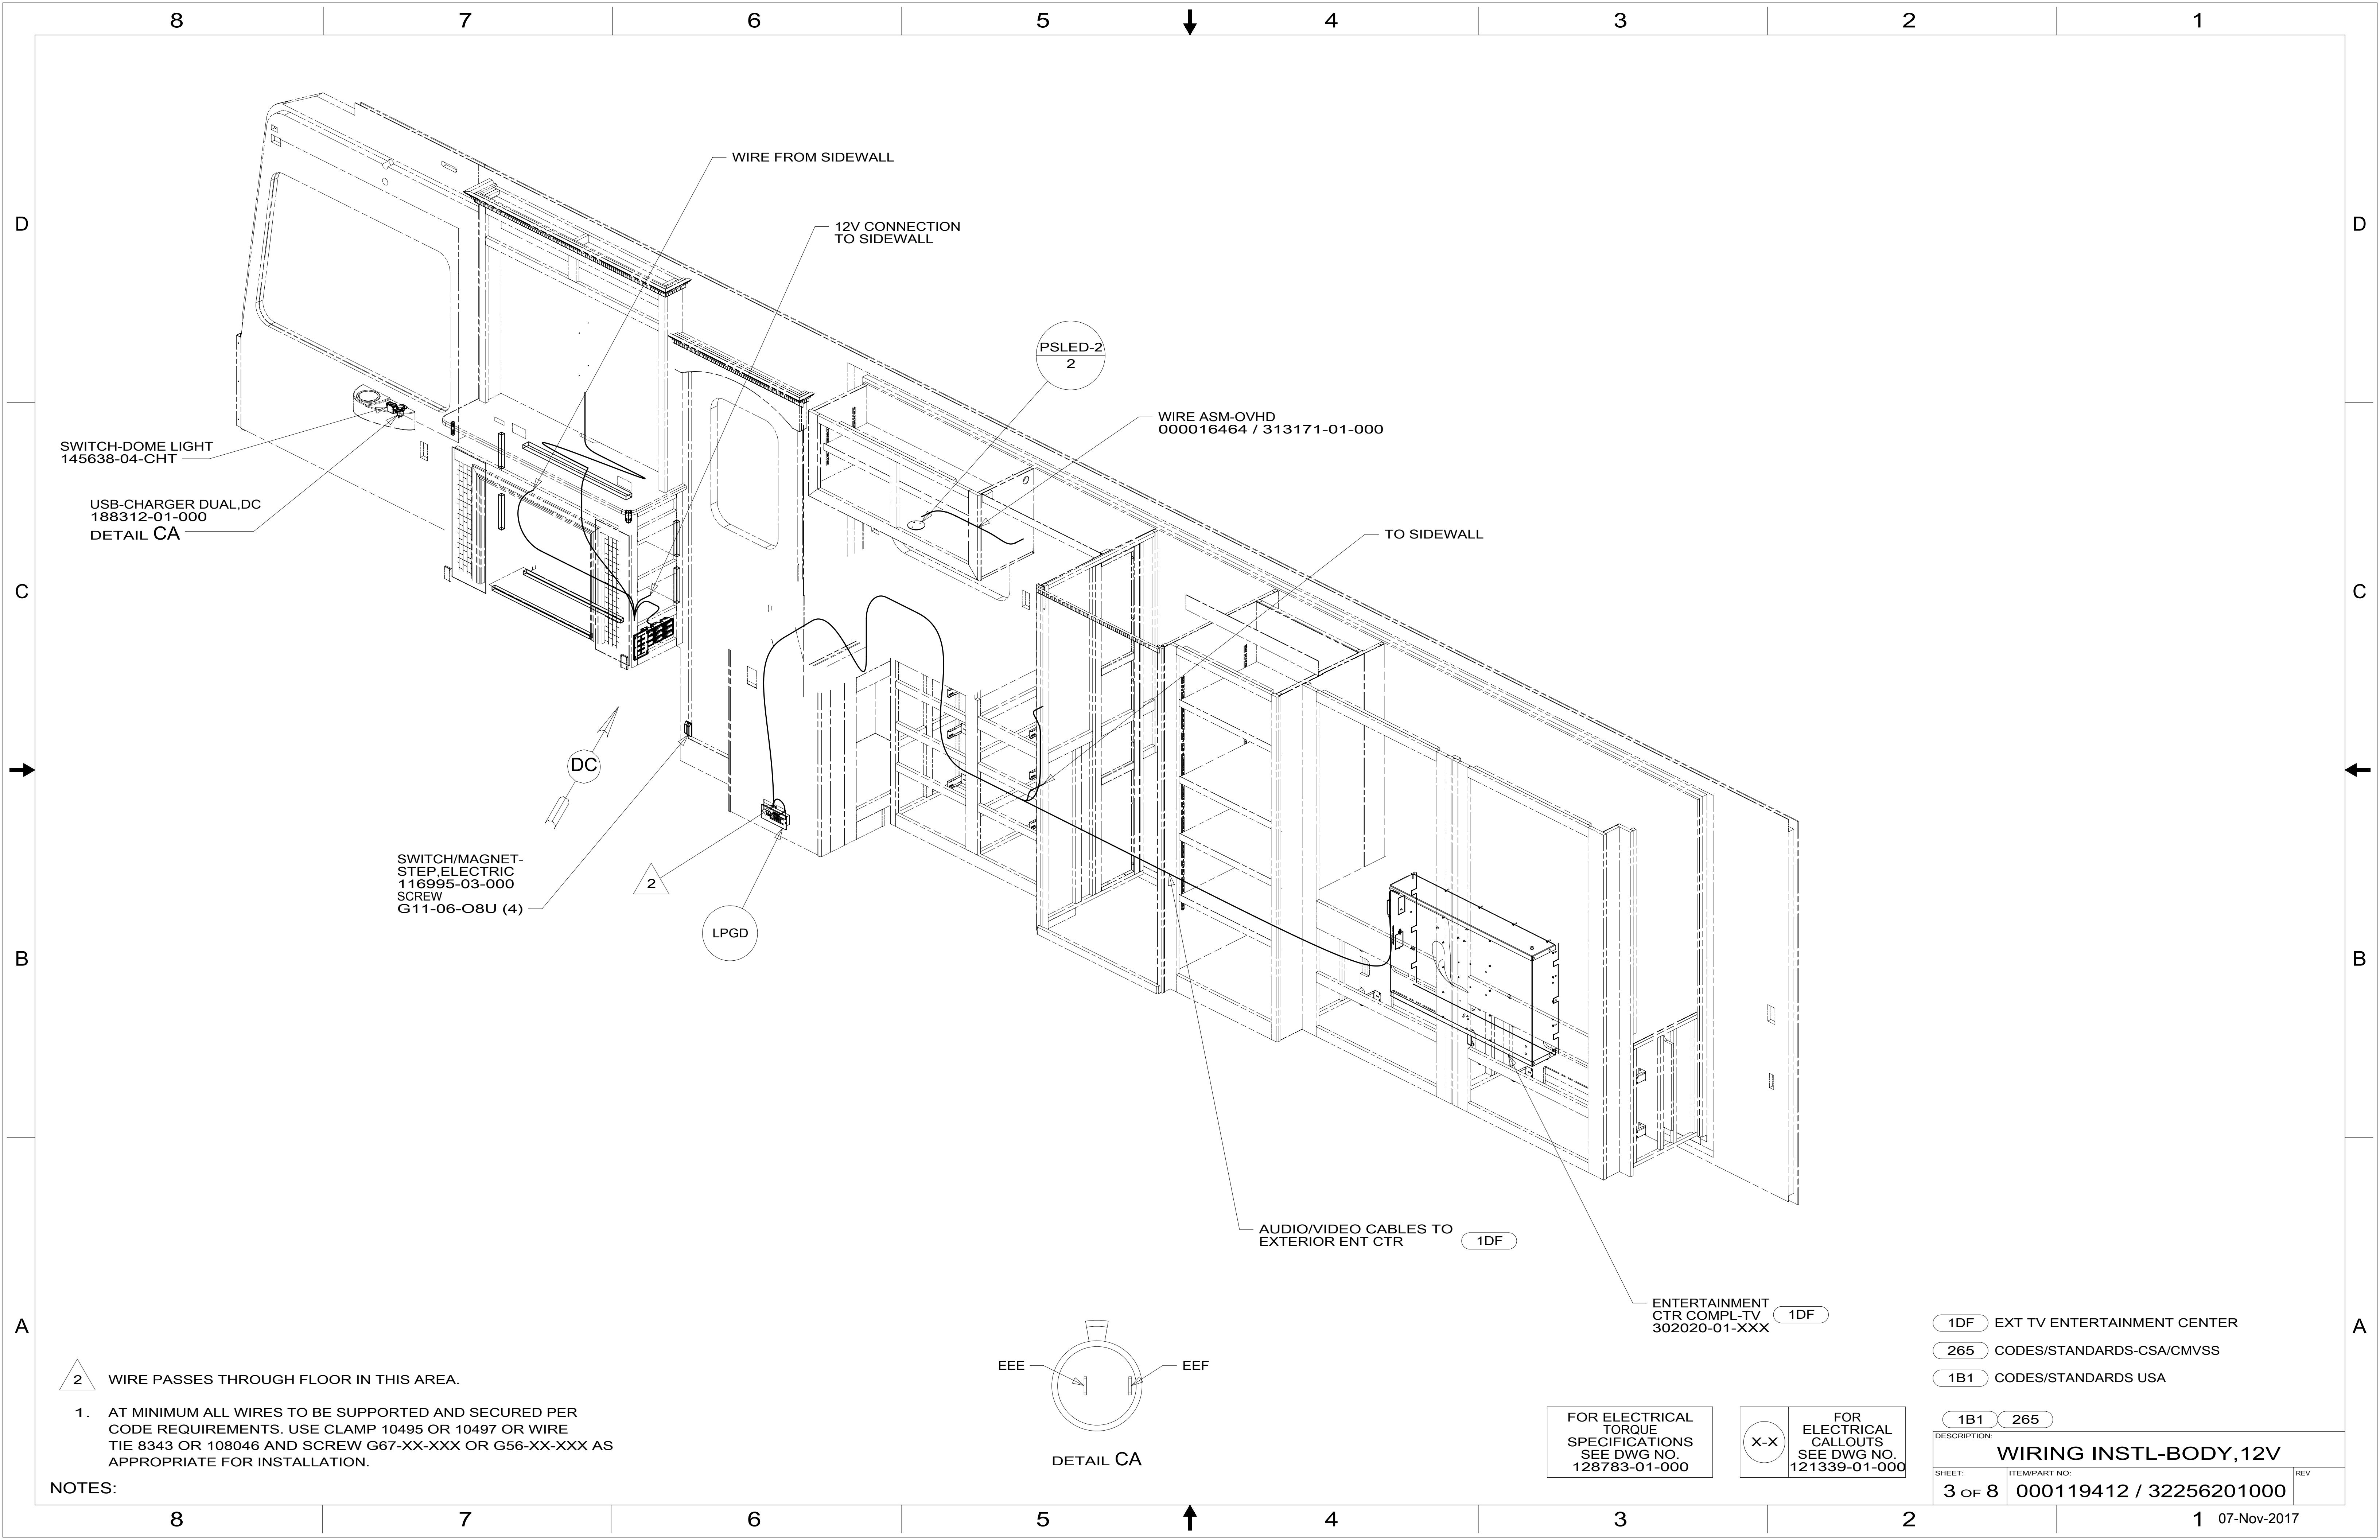 8 7 6 5 4 3 2 1
D D
C C
B B
A A
WIRE FROM SIDEWALL
12V CONNECTION
TO SIDEWALL
PSLED-2
2
WIRE ASM-OVHD
000016464 / 313171-01-000
SWITCH-DOME LIGHT
145638-04-CHT
USB-CHARGER DUAL,DC
188312-01-000
DETAIL CA
TO SIDEWALL
DC
SWITCH/MAGNET-
STEP,ELECTRIC
116995-03-000
SCREW
G11-06-O8U (4)
2
LPGD
AUDIO/VIDEO CABLES TO
EXTERIOR ENT CTR 1DF
ENTERTAINMENT
CTR COMPL-TV 1DF
302020-01-XXX
2 WIRE PASSES THROUGH FLOOR IN THIS AREA.
1. AT MINIMUM ALL WIRES TO BE SUPPORTED AND SECURED PER
CODE REQUIREMENTS. USE CLAMP 10495 OR 10497 OR WIRE
TIE 8343 OR 108046 AND SCREW G67-XX-XXX OR G56-XX-XXX AS
APPROPRIATE FOR INSTALLATION.
NOTES:
EEE EEF
DETAIL CA
FOR ELECTRICAL
TORQUE
SPECIFICATIONS
SEE DWG NO.
128783-01-000
X-X
FOR
ELECTRICAL
CALLOUTS
SEE DWG NO.
121339-01-000
1DF EXT TV ENTERTAINMENT CENTER
265 CODES/STANDARDS-CSA/CMVSS
1B1 CODES/STANDARDS USA
1B1 265
DESCRIPTION:
WIRING INSTL-BODY,12V
SHEET: ITEM/PART NO: REV
3 OF 8 000119412 / 32256201000
8 7 6 5 4 3 2 1
07-Nov-2017